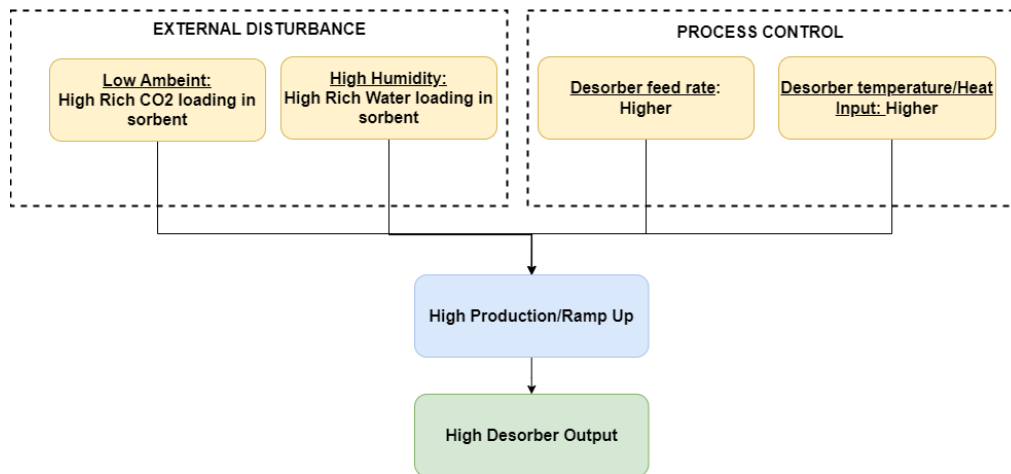 EXTERNAL DISTURBANCE
Low Ambeint:
High Rich CO2 loading in
sorbent
High Humidity:
High Rich Water loading in
sorbent
PROCESS CONTROL
Desorber feed rate:
Higher
Desorber temperature/Heat
Input: Higher
High Production/Ramp Up
High Desorber Output